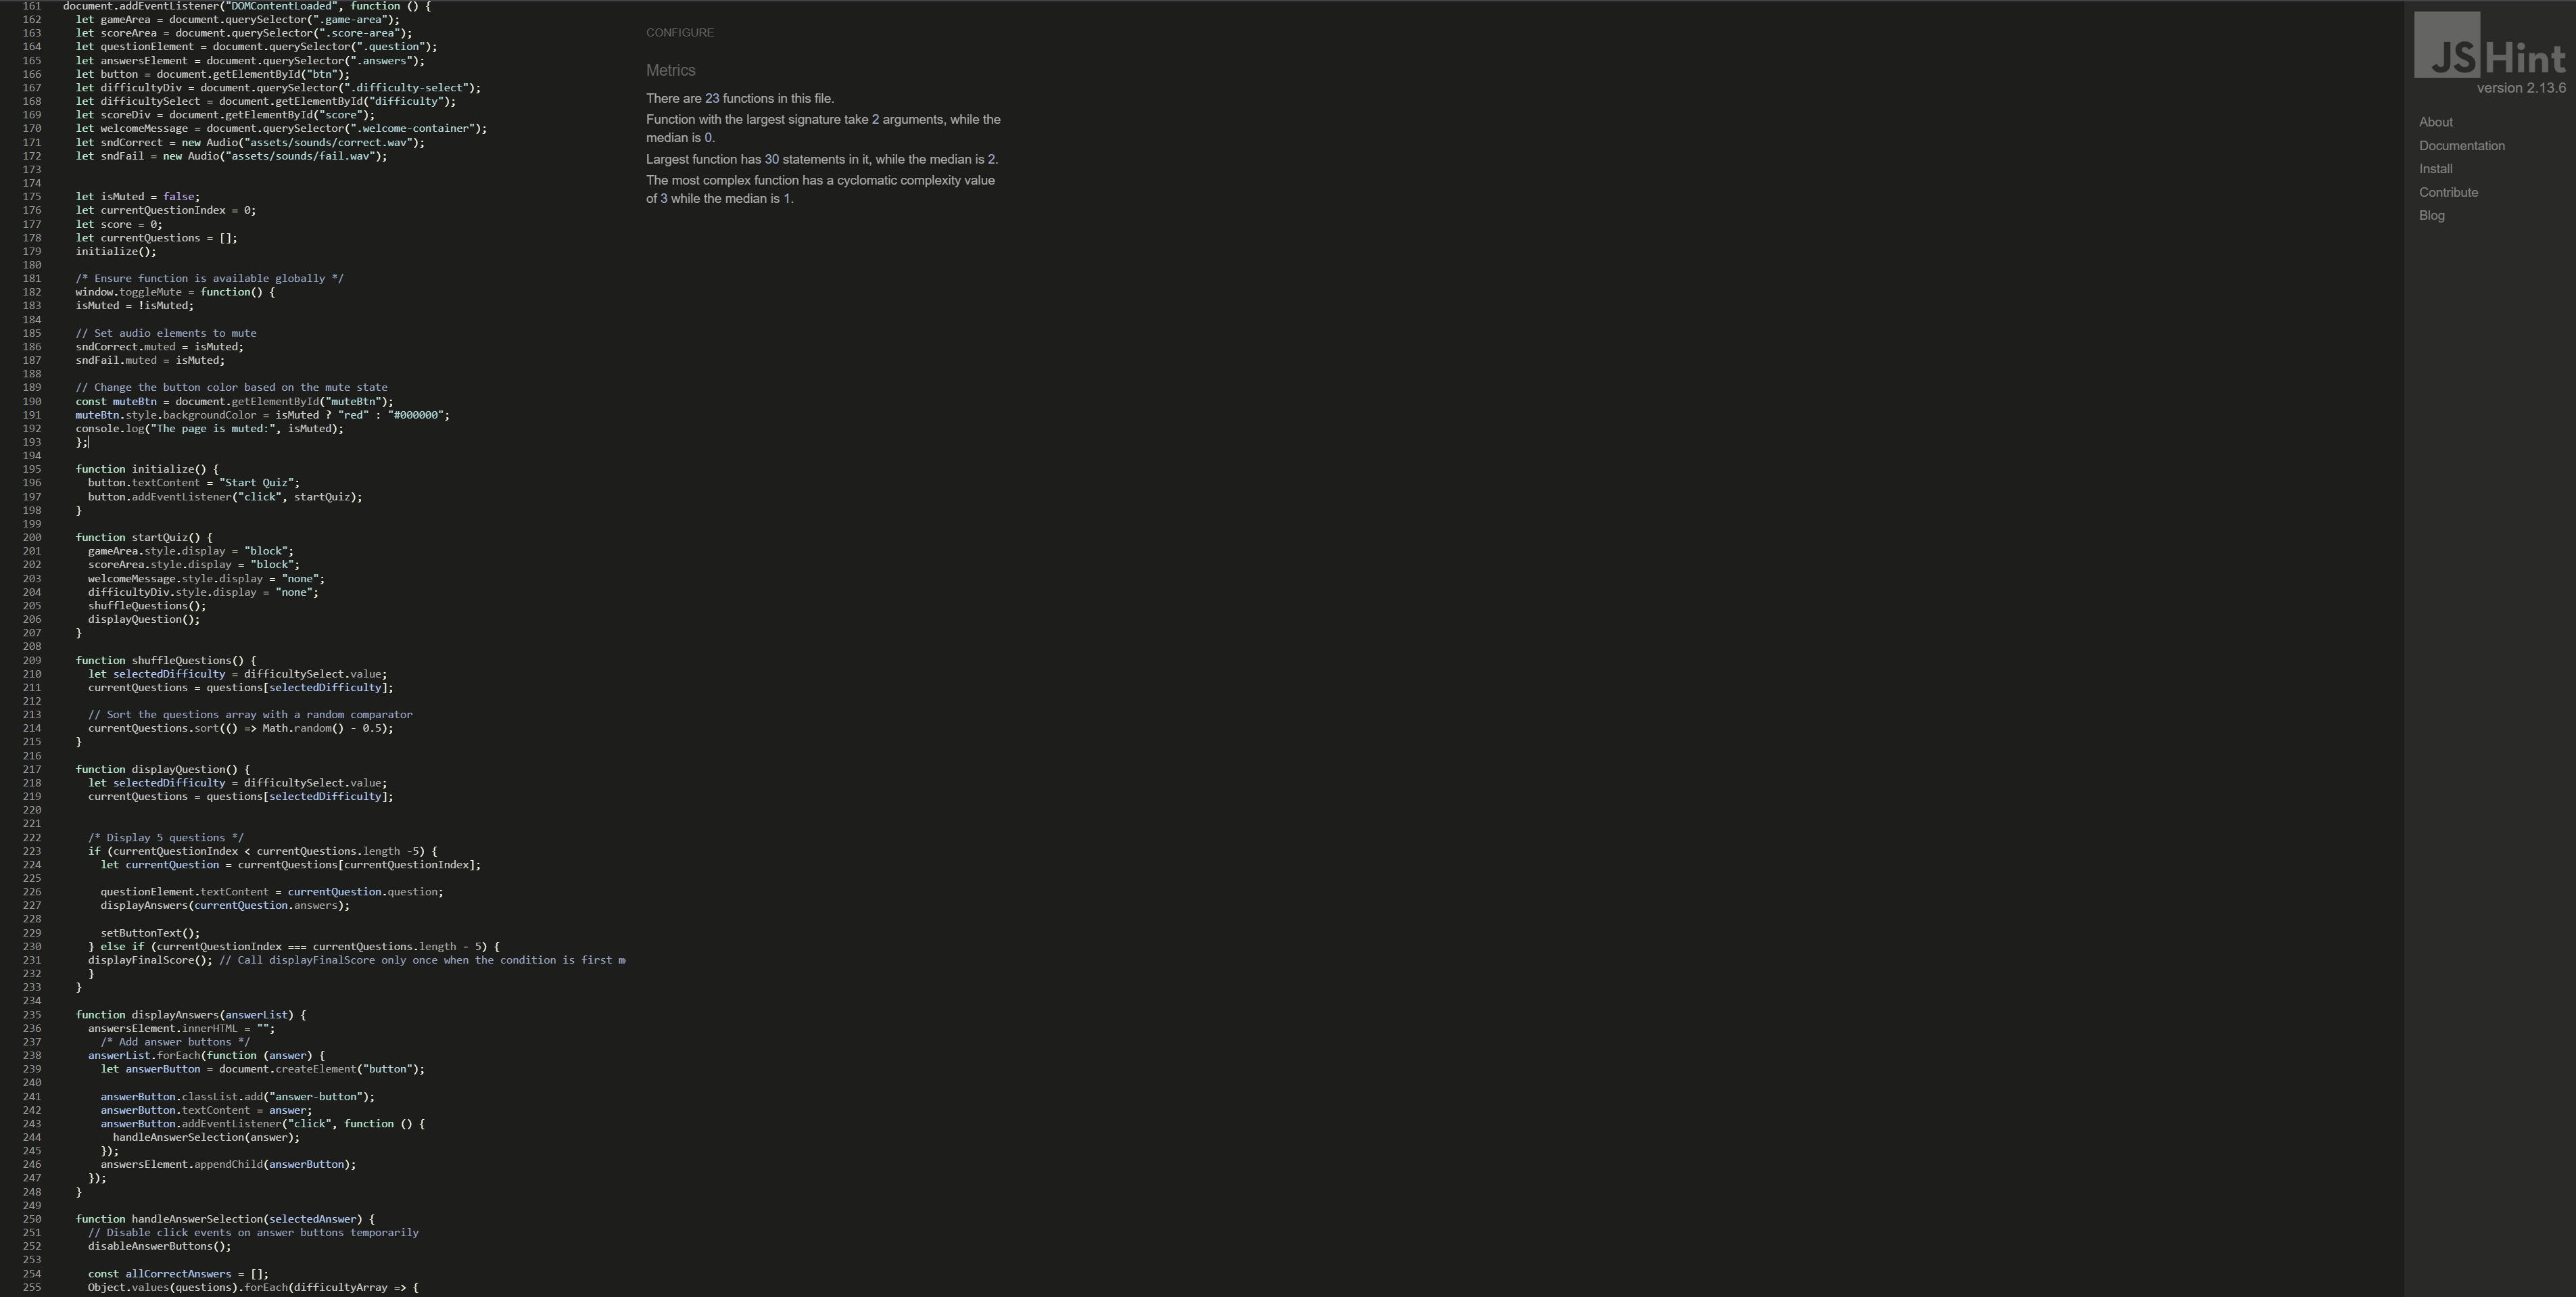 161 document.addEventListener("DOMContentLoaded", function () {
162 let gameArea = document.querySelector(".game-area");
163 let scoreArea = document.querySelector(".score-area");
164 let questionElement = document.querySelector(".question");
165 let answersElement = document.querySelector(".answers");
166 let button = document.getElementById("btn");
167 let difficultyDiv = document.querySelector(".difficulty-select");
168 let difficultySelect = document.getElementById("difficulty");
169 let scoreDiv = document.getElementById("score");
170 let welcomeMessage = document.querySelector(".welcome-container");
171 let sndCorrect = new Audio("assets/sounds/correct.wav");
172 let sndFail = new Audio("assets/sounds/fail.wav");
173
174
175 let isMuted = false;
176 let currentQuestionIndex = 0;
177 let score = 0;
178 let currentQuestions = [];
179 initialize();
180
181 /* Ensure function is available globally */
182 window.toggleMute = function() {
183 isMuted = !isMuted;
184
185 // Set audio elements to mute
186 sndCorrect.muted = isMuted;
187 sndFail.muted = isMuted;
188
189 // Change the button color based on the mute state
190 const muteBtn = document.getElementById("muteBtn");
191 muteBtn.style.backgroundColor = isMuted ? "red" : "#000000";
192 console.log("The page is muted:", isMuted);
193 };
194
195 function initialize() {
196 button.textContent = "Start Quiz";
197 button.addEventListener("click", startQuiz);
198 }
199
200 function startQuiz() {
201 gameArea.style.display = "block";
202 scoreArea.style.display = "block";
203 welcomeMessage.style.display = "none";
204 difficultyDiv.style.display = "none";
205 shuffleQuestions();
206 displayQuestion();
207 }
208
209 function shuffleQuestions() {
210 let selectedDifficulty = difficultySelect.value;
211 currentQuestions = questions[selectedDifficulty];
212
213 // Sort the questions array with a random comparator
214 currentQuestions.sort(() => Math.random() - 0.5);
215 }
216
217 function displayQuestion() {
218 let selectedDifficulty = difficultySelect.value;
219 currentQuestions = questions[selectedDifficulty];
220
221
222 /* Display 5 questions */
223 if (currentQuestionIndex < currentQuestions.length -5) {
224 let currentQuestion = currentQuestions[currentQuestionIndex];
225
226 questionElement.textContent = currentQuestion.question;
227 displayAnswers(currentQuestion.answers);
228
229 setButtonText();
230 } else if (currentQuestionIndex === currentQuestions.length - 5) {
231 displayFinalScore(); // Call displayFinalScore only once when the condition is first m
232 }
233 }
234
235 function displayAnswers(answerList) {
236 answersElement.innerHTML = "";
237 /* Add answer buttons */
238 answerList.forEach(function (answer) {
239 let answerButton = document.createElement("button");
240
241 answerButton.classList.add("answer-button");
242 answerButton.textContent = answer;
243 answerButton.addEventListener("click", function () {
244 handleAnswerSelection(answer);
245 });
246 answersElement.appendChild(answerButton);
247 });
248 }
249
250 function handleAnswerSelection(selectedAnswer) {
251 // Disable click events on answer buttons temporarily
252 disableAnswerButtons();
253
254 const allCorrectAnswers = [];
255 Object.values(questions).forEach(difficultyArray => {
CONFIGURE
Metrics
There are 23 functions in this file.
Function with the largest signature take 2 arguments, while the
median is 0.
Largest function has 30 statements in it, while the median is 2.
The most complex function has a cyclomatic complexity value
of 3 while the median is 1.
JSHint
version 2.13.6
About
Documentation
Install
Contribute
Blog